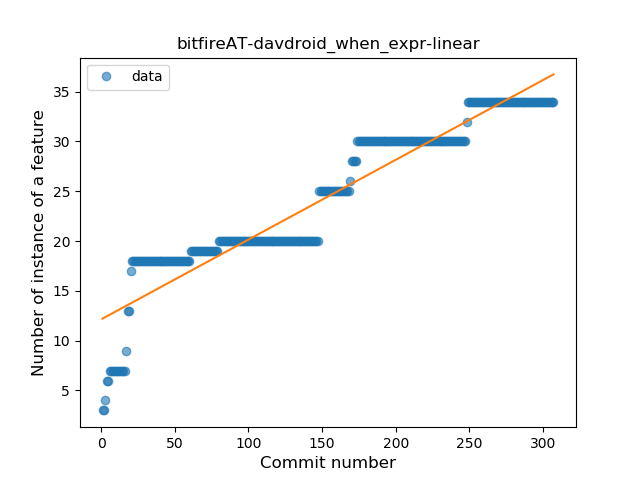 bitfireAT-davdroid_when_expr-linear
data
Number of instance of a feature
35
30
25
20
15
10
5
0 50 100 150 200 250 300
Commit number